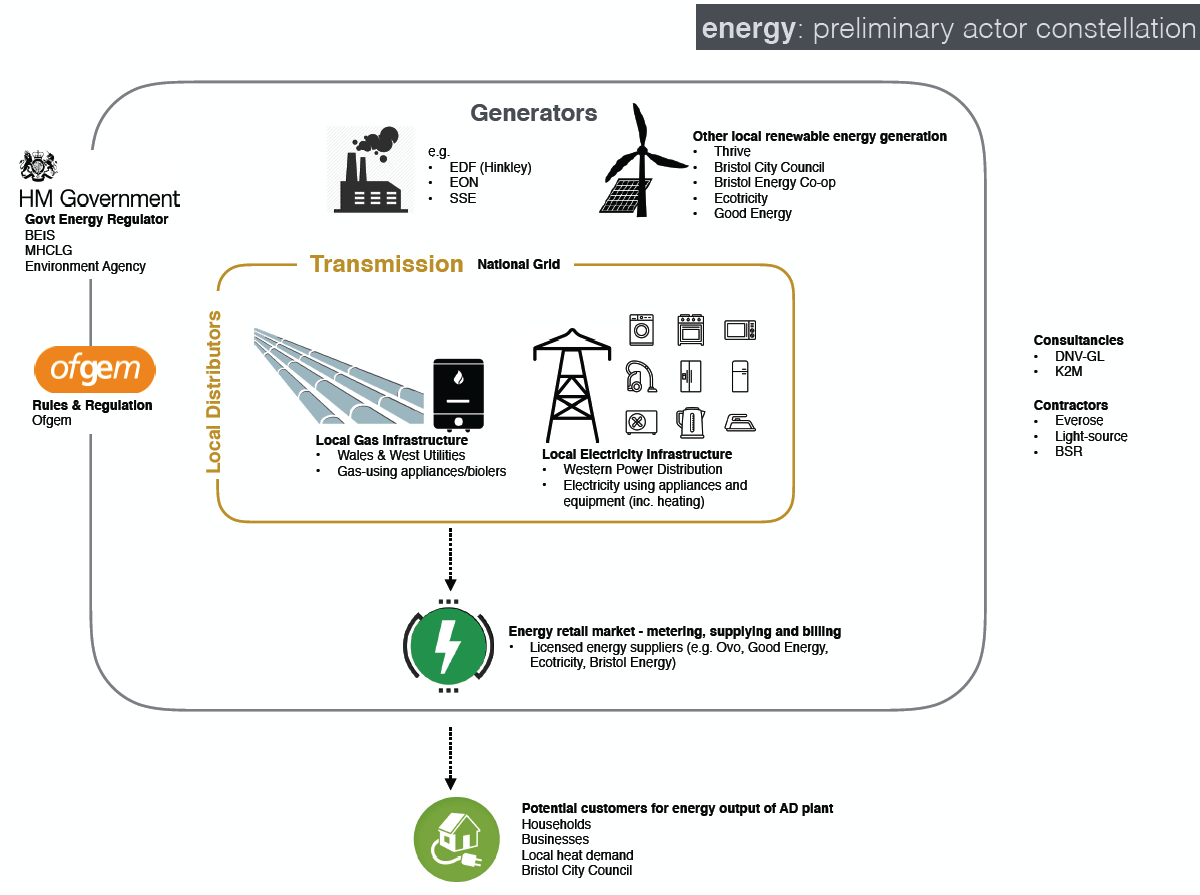 energy: preliminary actor constellation
Generators
e.g.
• EDF (Hinkley)
• EON
• SSE
Other local renewable energy generation
• Thrive
• Bristol City Council
• Bristol Energy Co-op
• Ecotricity
• Good Energy
HM Government
Govt Energy Regulator
BEIS
MHCLG
Environment Agency
ofgem
Rules & Regulation
Ofgem
Transmission National Grid
Local Distributors
Local Gas Infrastructure
• Wales & West Utilities
• Gas-using appliances/biolers
Local Electricity Infrastructure
• Western Power Distribution
• Electricity using appliances and
equipment (inc. heating)
Consultancies
• DNV-GL
• K2M
Contractors
• Everose
• Light-source
• BSR
Energy retail market - metering, supplying and billing
• Licensed energy suppliers (e.g. Ovo, Good Energy,
Ecotricity, Bristol Energy)
Potential customers for energy output of AD plant
Households
Businesses
Local heat demand
Bristol City Council